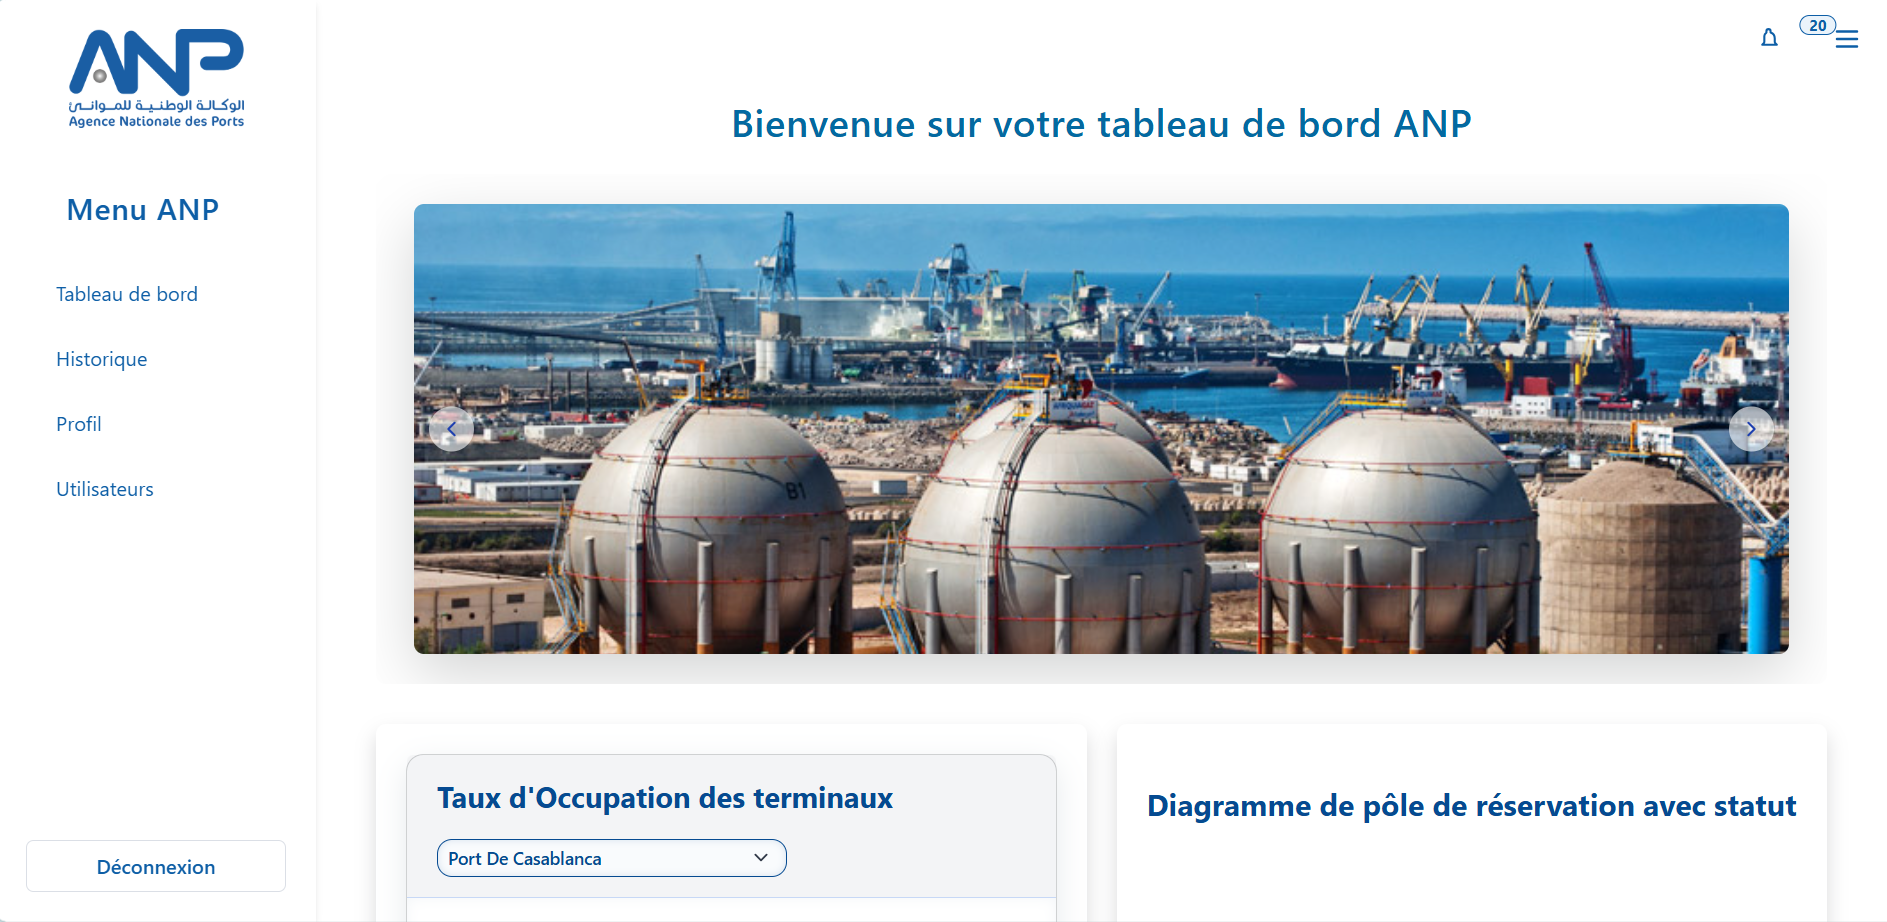 الوكالة الوطنية للموانئ
Agence Nationale des Ports
20
Bienvenue sur votre tableau de bord ANP
Menu ANP
Tableau de bord
Historique
Profil
Utilisateurs
B1
Taux d'Occupation des terminaux
Port De Casablanca
Diagramme de pôle de réservation avec statut
Déconnexion